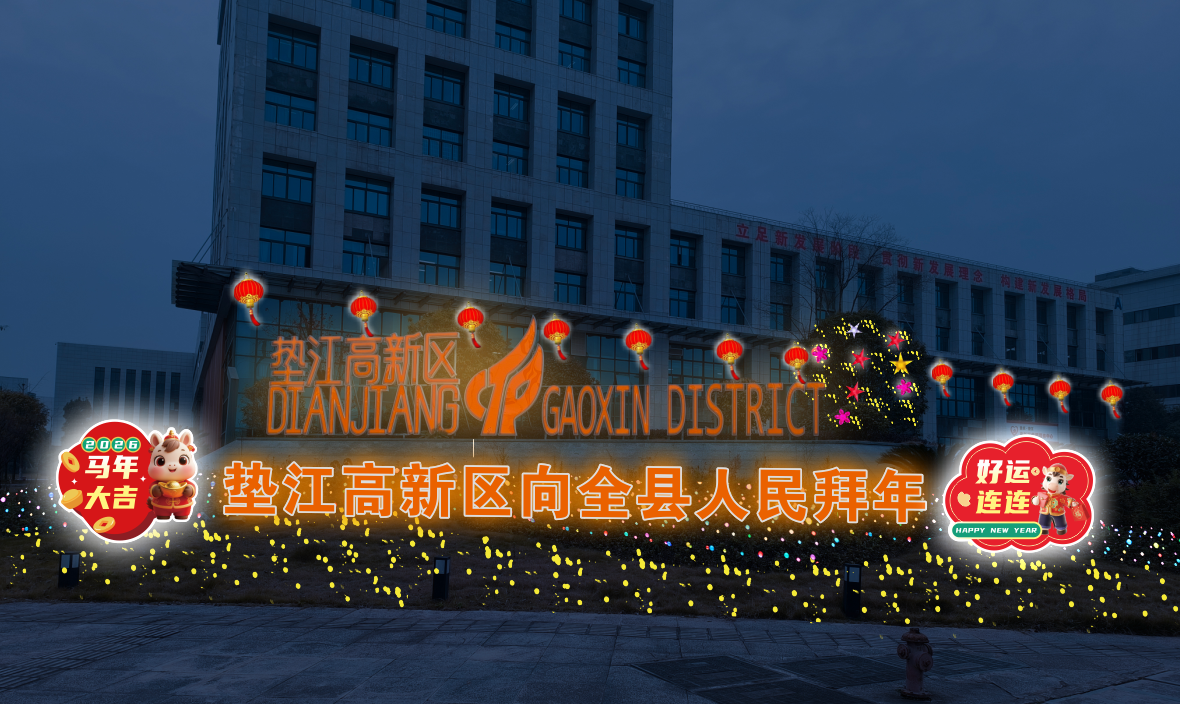 立足新发展阶段 贯彻新发展理念 构建新发展格局
垫江高新区
DIANJIANG
GAOXIN DISTRICT
2026
马年
大吉
垫江高新区向全县人民拜年
好运
连连
HAPPY NEW YEAR